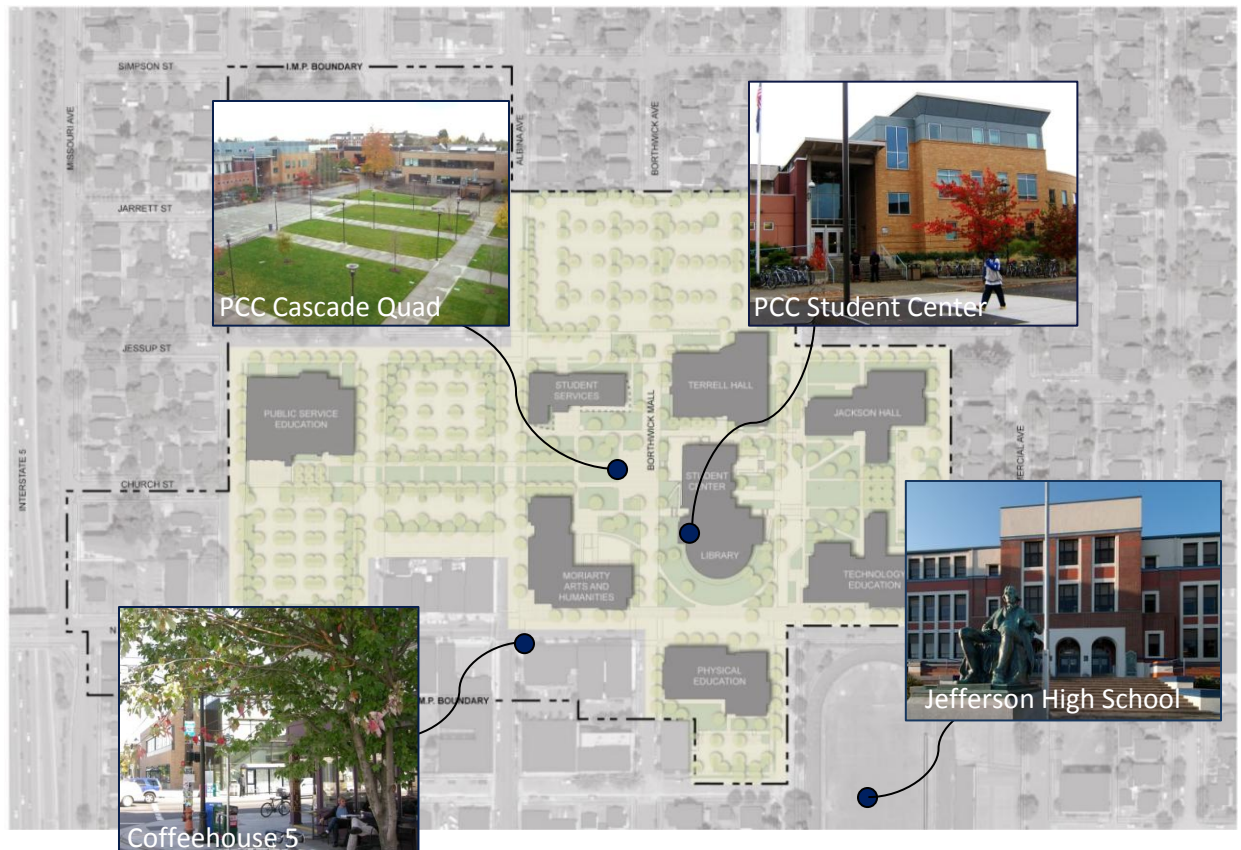 SIMPSON ST
I.M.P. BOUNDARY
MISSOURI AVE
ALBINA AVE
BORTHWICK AVE
PCC Cascade Quad
PCC Student Center
JARRETT ST
JESSUP ST
STUDENT
SERVICES
TERRELL HALL
PUBLIC SERVICE
EDUCATION
JACKSON HALL
BORTHWICK MALL
INTERSTATE 5
CHURCH ST
STUDENT
CENTER
LIBRARY
MORIARTY
ARTS AND
HUMANITIES
TECHNOLOGY
EDUCATION
Jefferson High School
PHYSICAL
EDUCATION
M.P. BOUNDARY
Coffeehouse 5